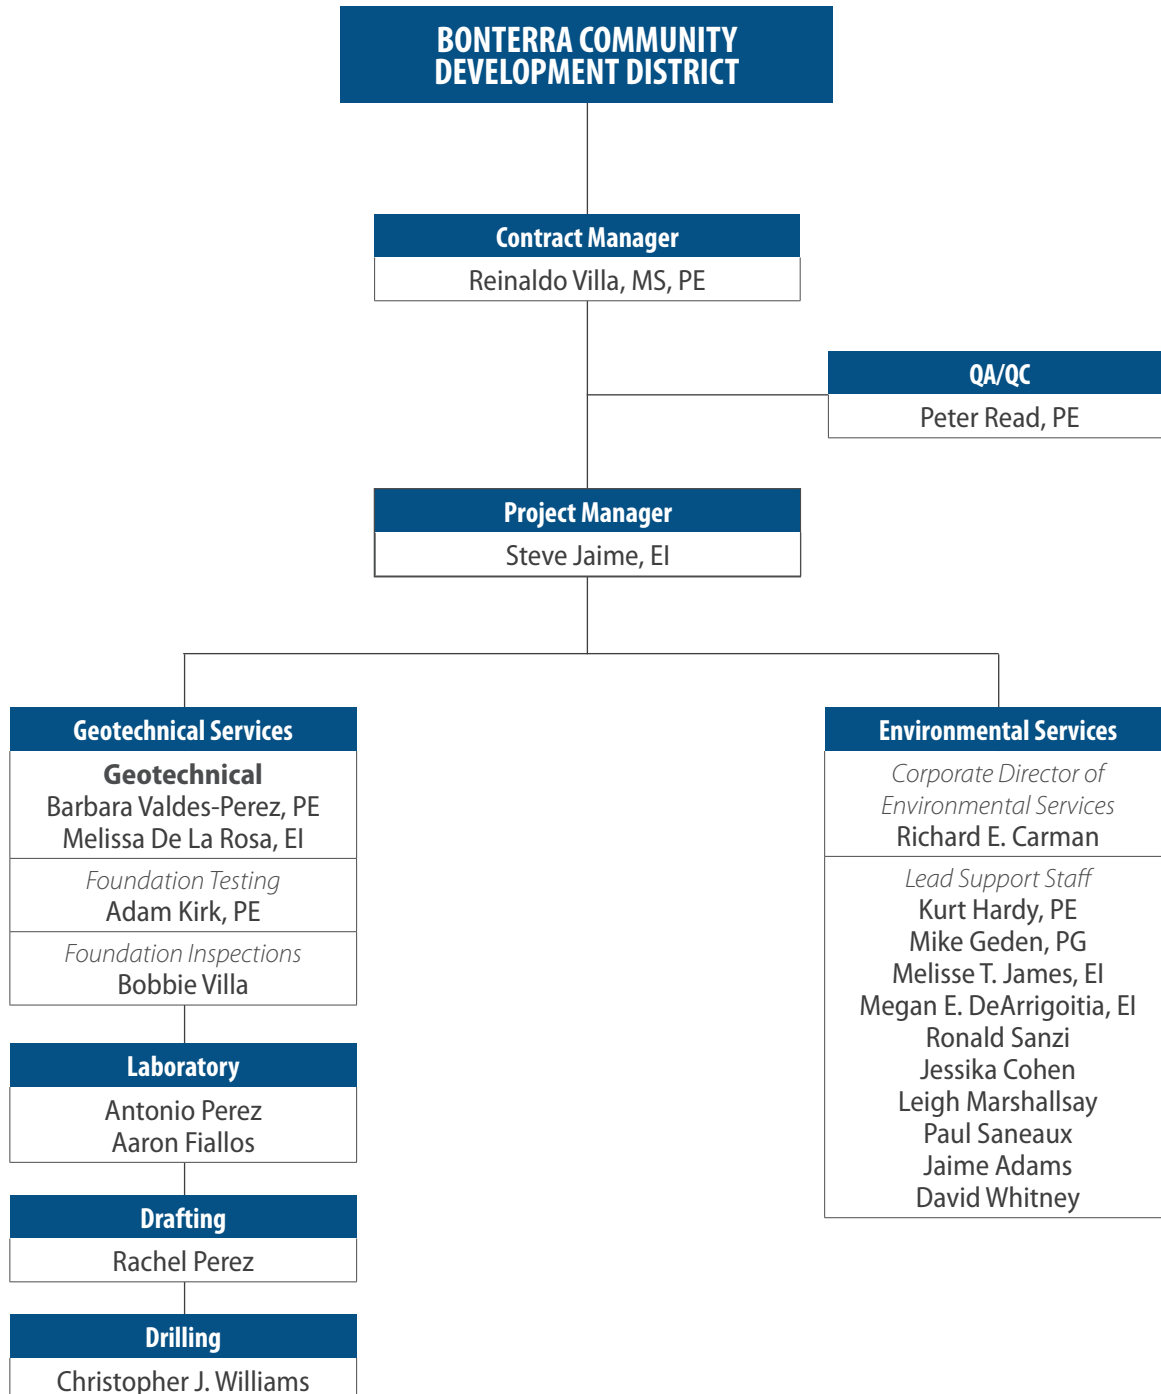 BONTERRA COMMUNITY
DEVELOPMENT DISTRICT
Contract Manager
Reinaldo Villa, MS, PE
QA/QC
Peter Read, PE
Project Manager
Steve Jaime, EI
Geotechnical Services
Geotechnical
Barbara Valdes-Perez, PE
Melissa De La Rosa, EI
Foundation Testing
Adam Kirk, PE
Foundation Inspections
Bobbie Villa
Laboratory
Antonio Perez
Aaron Fiallos
Drafting
Rachel Perez
Drilling
Christopher J. Williams
Environmental Services
Corporate Director of
Environmental Services
Richard E. Carman
Lead Support Staff
Kurt Hardy, PE
Mike Geden, PG
Melisse T. James, EI
Megan E. DeArrigoitia, EI
Ronald Sanzi
Jessika Cohen
Leigh Marshallsay
Paul Saneaux
Jaime Adams
David Whitney